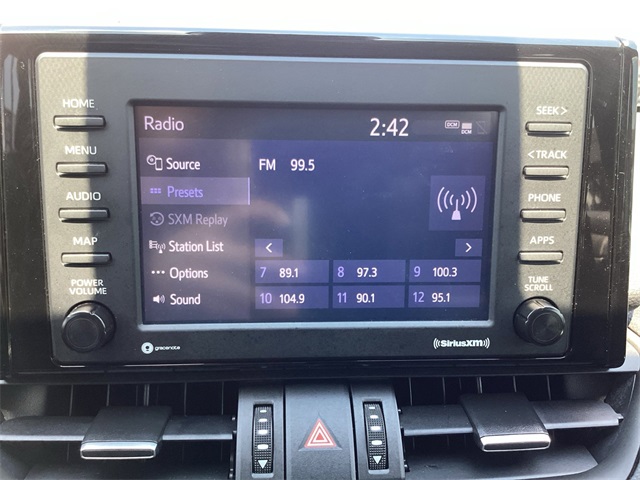 HOME
MENU
AUDIO
MAP
POWER
VOLUME
Radio 2:42 DCM
DCM
Source
Presets
SXM Replay
Station List
Options
Sound
FM 99.5
< >
7 89.1 8 97.3 9 100.3
10 104.9 11 90.1 12 95.1
SEEK >
< TRACK
PHONE
APPS
TUNE
SCROLL
gracenote
SiriusXM